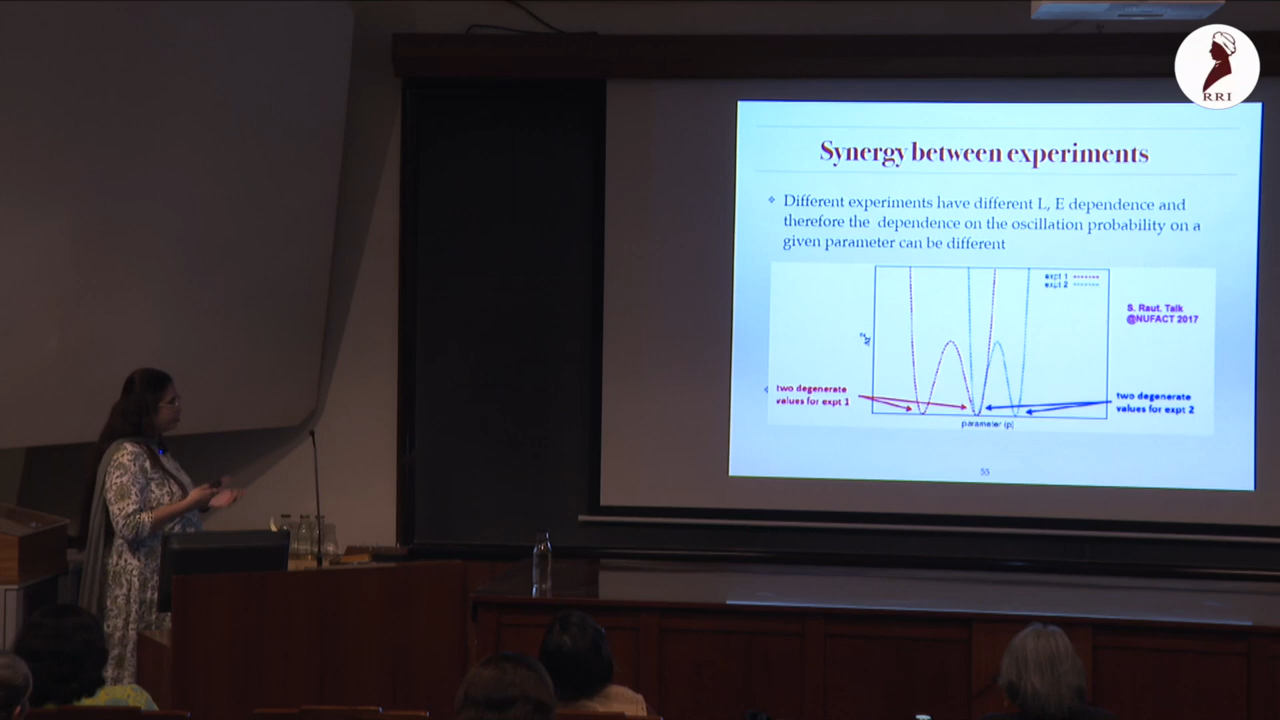 RRI
Synergy between experiments
Different experiments have different L, E dependence and
therefore the dependence on the oscillation probability on a
given parameter can be different
expt 1
expt 2
S. Raut, Talk
@NUFACT 2017
Δχ²
two degenerate
values for expt 1
two degenerate
values for expt 2
parameter (p)
55